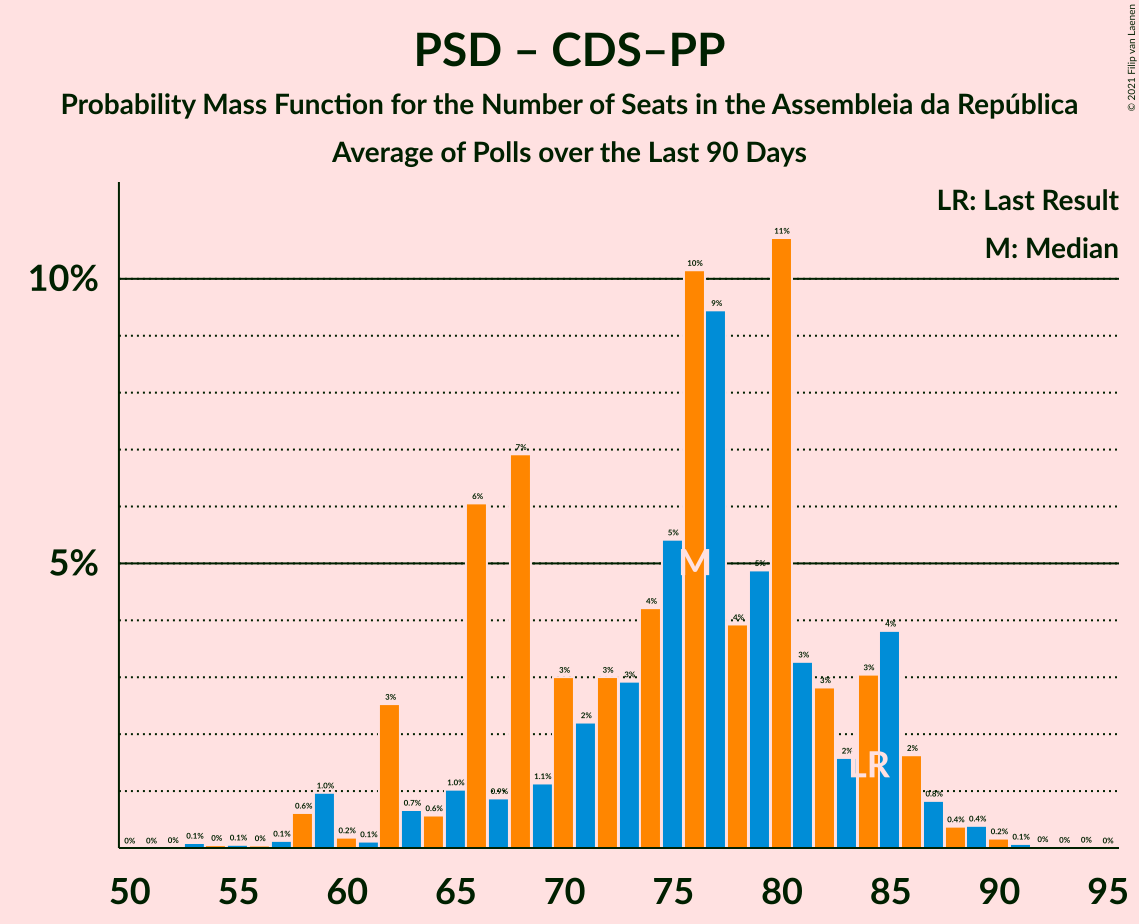 PSD – CDS–PP
Probability Mass Function for the Number of Seats in the Assembleia da República
Average of Polls over the Last 90 Days
© 2021 Filip van Laenen
LR: Last Result
M: Median
10%
5%
0% 0% 0% 0.1% 0% 0.1% 0% 0.1% 0.6% 1.0% 0.2% 0.1% 3% 0.7% 0.6% 1.0% 6% 0.9% 7% 1.1% 3% 2% 3% 3% 4% 5% 10% 9% 4% 5% 11% 3% 3% 2% 3% 4% 2% 0.8% 0.4% 0.4% 0.2% 0.1% 0% 0% 0% 0%
M
LR
50 55 60 65 70 75 80 85 90 95